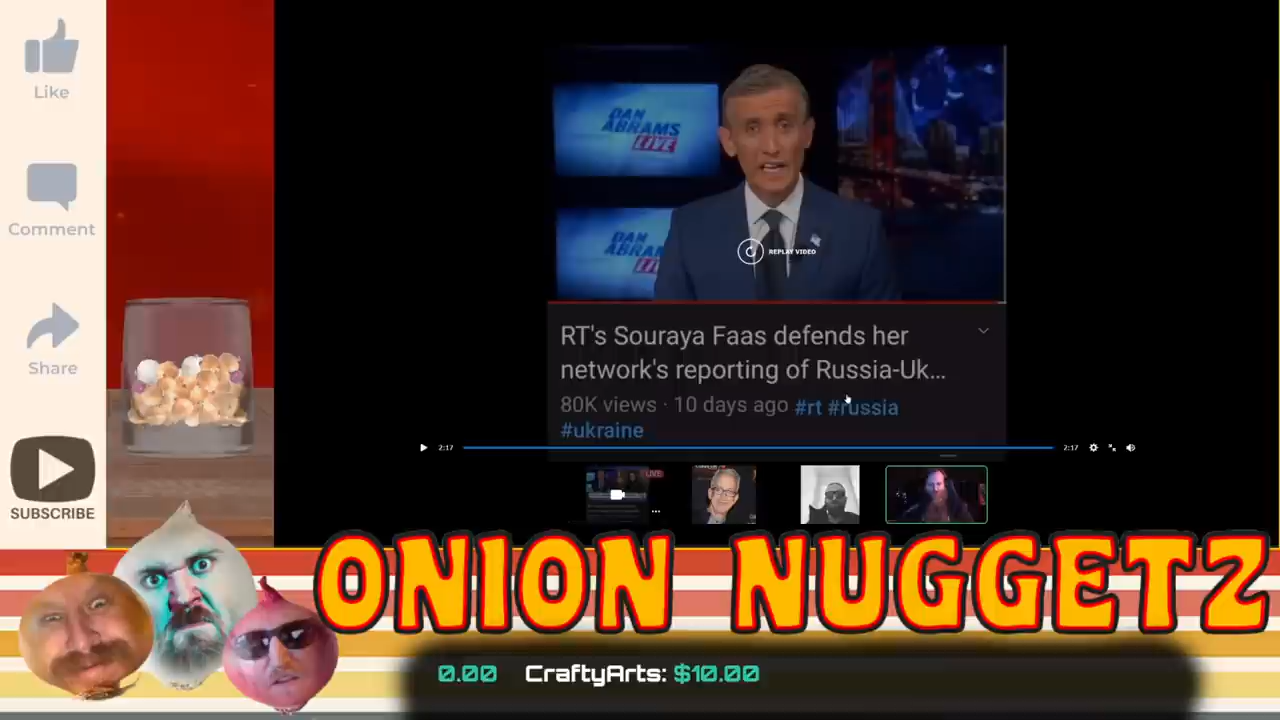 Like
Comment
Share
SUBSCRIBE
DAN
ABRAMS
LIVE
DAN
REPLAY VIDEO
RT's Souraya Faas defends her
network's reporting of Russia-Uk...
80K views · 10 days ago #rt #russia
#ukraine
2:17
2:17
LIVE
ONION NUGGETZ
0.00 CraftyArts: $10.00